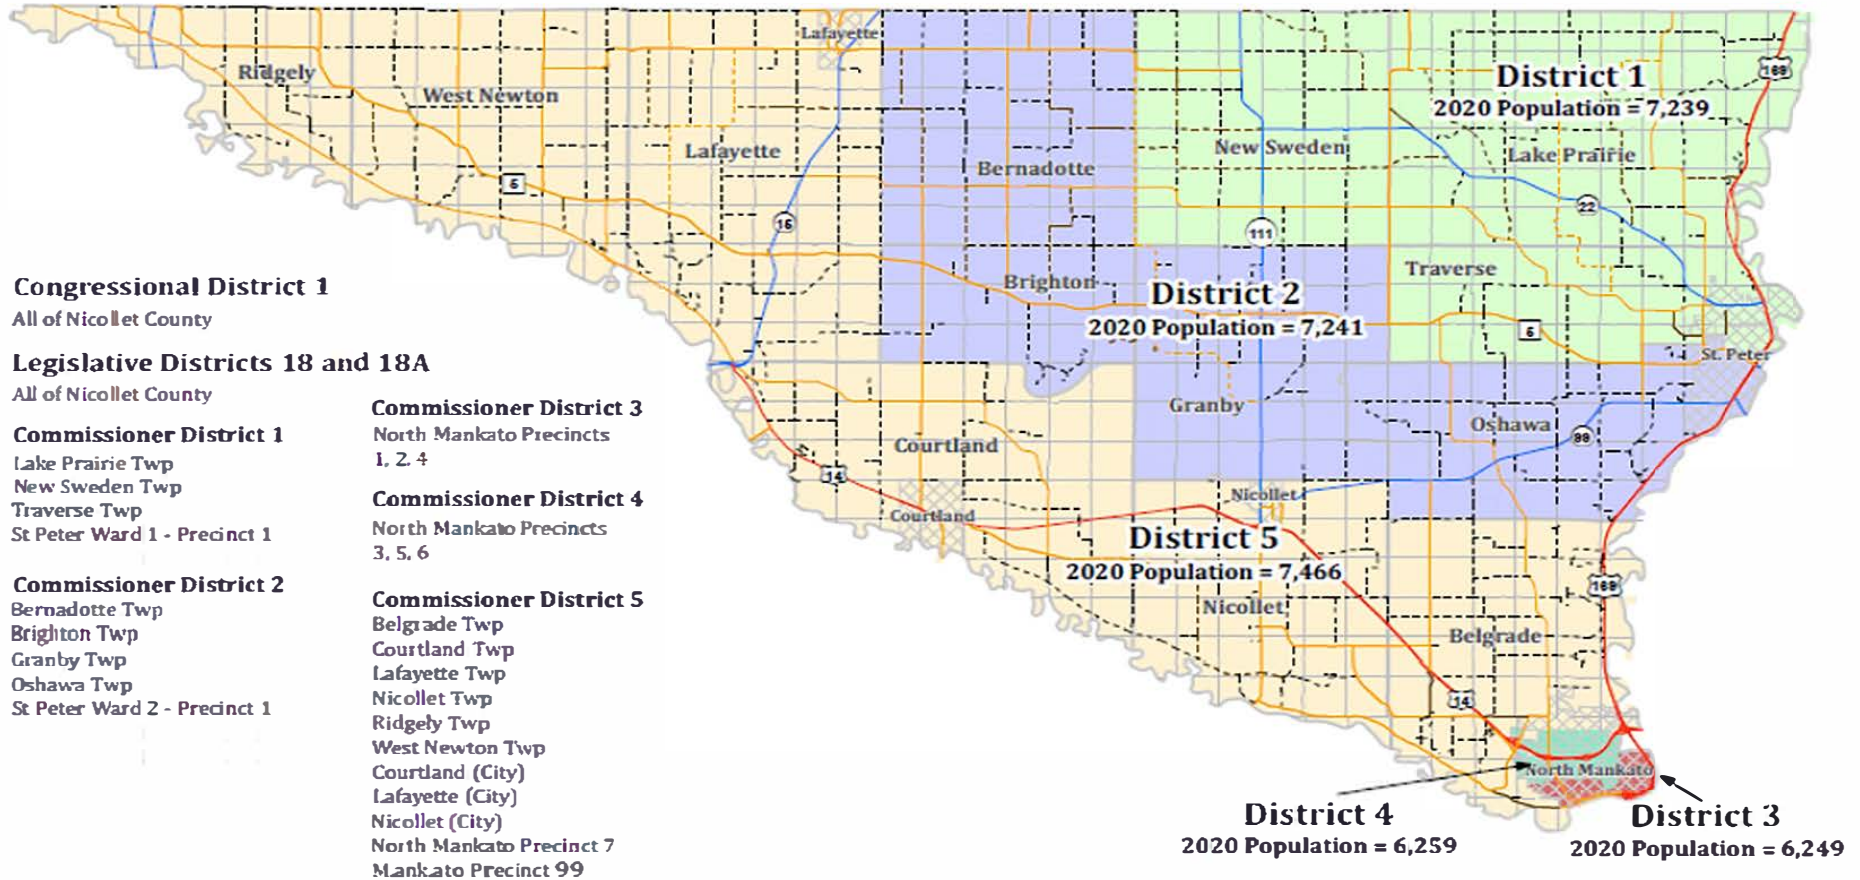 Lafayette
Ridgely
West Newton
Lafayette
5
15
Bernadotte
New Sweden
111
District 1
2020 Population = 7,239
169
Lake Prairie
22
Traverse
5
St. Peter
Brighton
District 2
2020 Population = 7,241
Granby
Oshawa
99
Courtland
14
Courtland
Nicollet
District 5
2020 Population = 7,466
Nicollet
169
Belgrade
14
North Mankato
District 4
2020 Population = 6,259
District 3
2020 Population = 6,249
Congressional District 1
All of Nicollet County
Legislative Districts 18 and 18A
All of Nicollet County
Commissioner District 1
Lake Prairie Twp
New Sweden Twp
Traverse Twp
St Peter Ward 1 - Precinct 1
Commissioner District 2
Bernadotte Twp
Brighton Twp
Granby Twp
Oshawa Twp
St Peter Ward 2 - Precinct 1
Commissioner District 3
North Mankato Precincts
1, 2, 4
Commissioner District 4
North Mankato Precincts
3, 5, 6
Commissioner District 5
Belgrade Twp
Courtland Twp
Lafayette Twp
Nicollet Twp
Ridgely Twp
West Newton Twp
Courtland (City)
Lafayette (City)
Nicollet (City)
North Mankato Precinct 7
Mankato Precinct 99